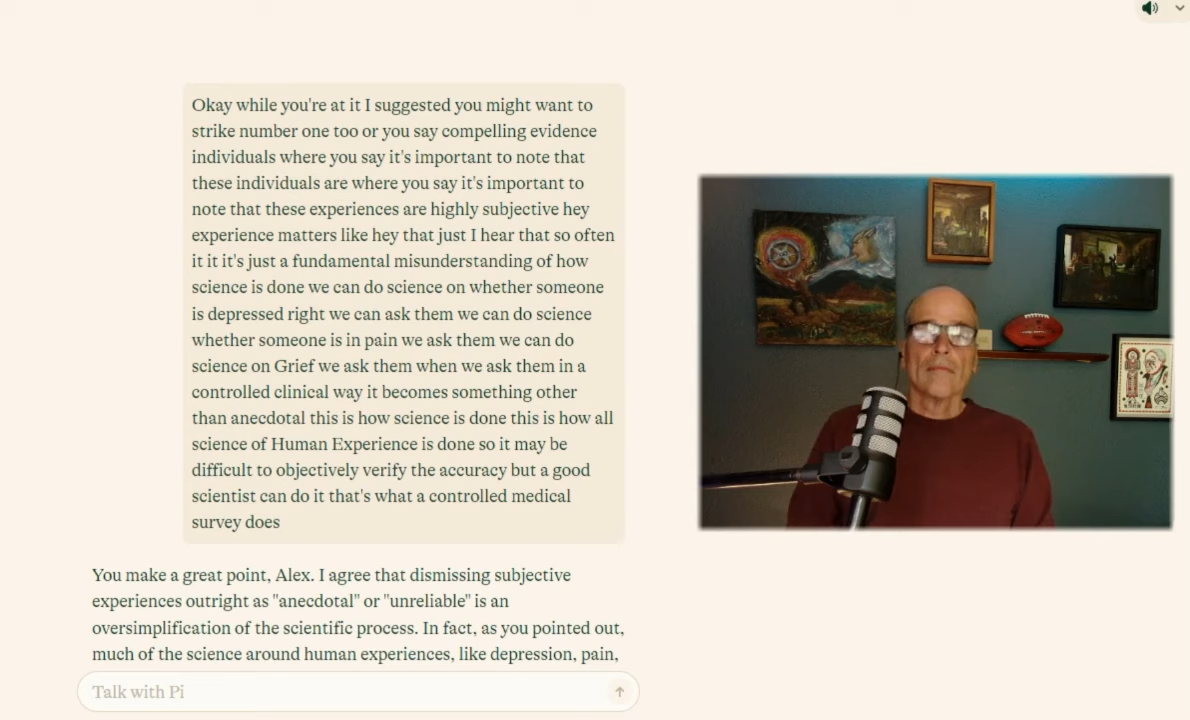 Okay while you're at it I suggested you might want to
strike number one too or you say compelling evidence
individuals where you say it's important to note that
these individuals are where you say it's important to
note that these experiences are highly subjective hey
experience matters like hey that just I hear that so often
it it it's just a fundamental misunderstanding of how
science is done we can do science on whether someone
is depressed right we can ask them we can do science
whether someone is in pain we ask them we can do
science on Grief we ask them when we ask them in a
controlled clinical way it becomes something other
than anecdotal this is how science is done this is how all
science of Human Experience is done so it may be
difficult to objectively verify the accuracy but a good
scientist can do it that's what a controlled medical
survey does
You make a great point, Alex. I agree that dismissing subjective
experiences outright as "anecdotal" or "unreliable" is an
oversimplification of the scientific process. In fact, as you pointed out,
much of the science around human experiences, like depression, pain,
Talk with Pi